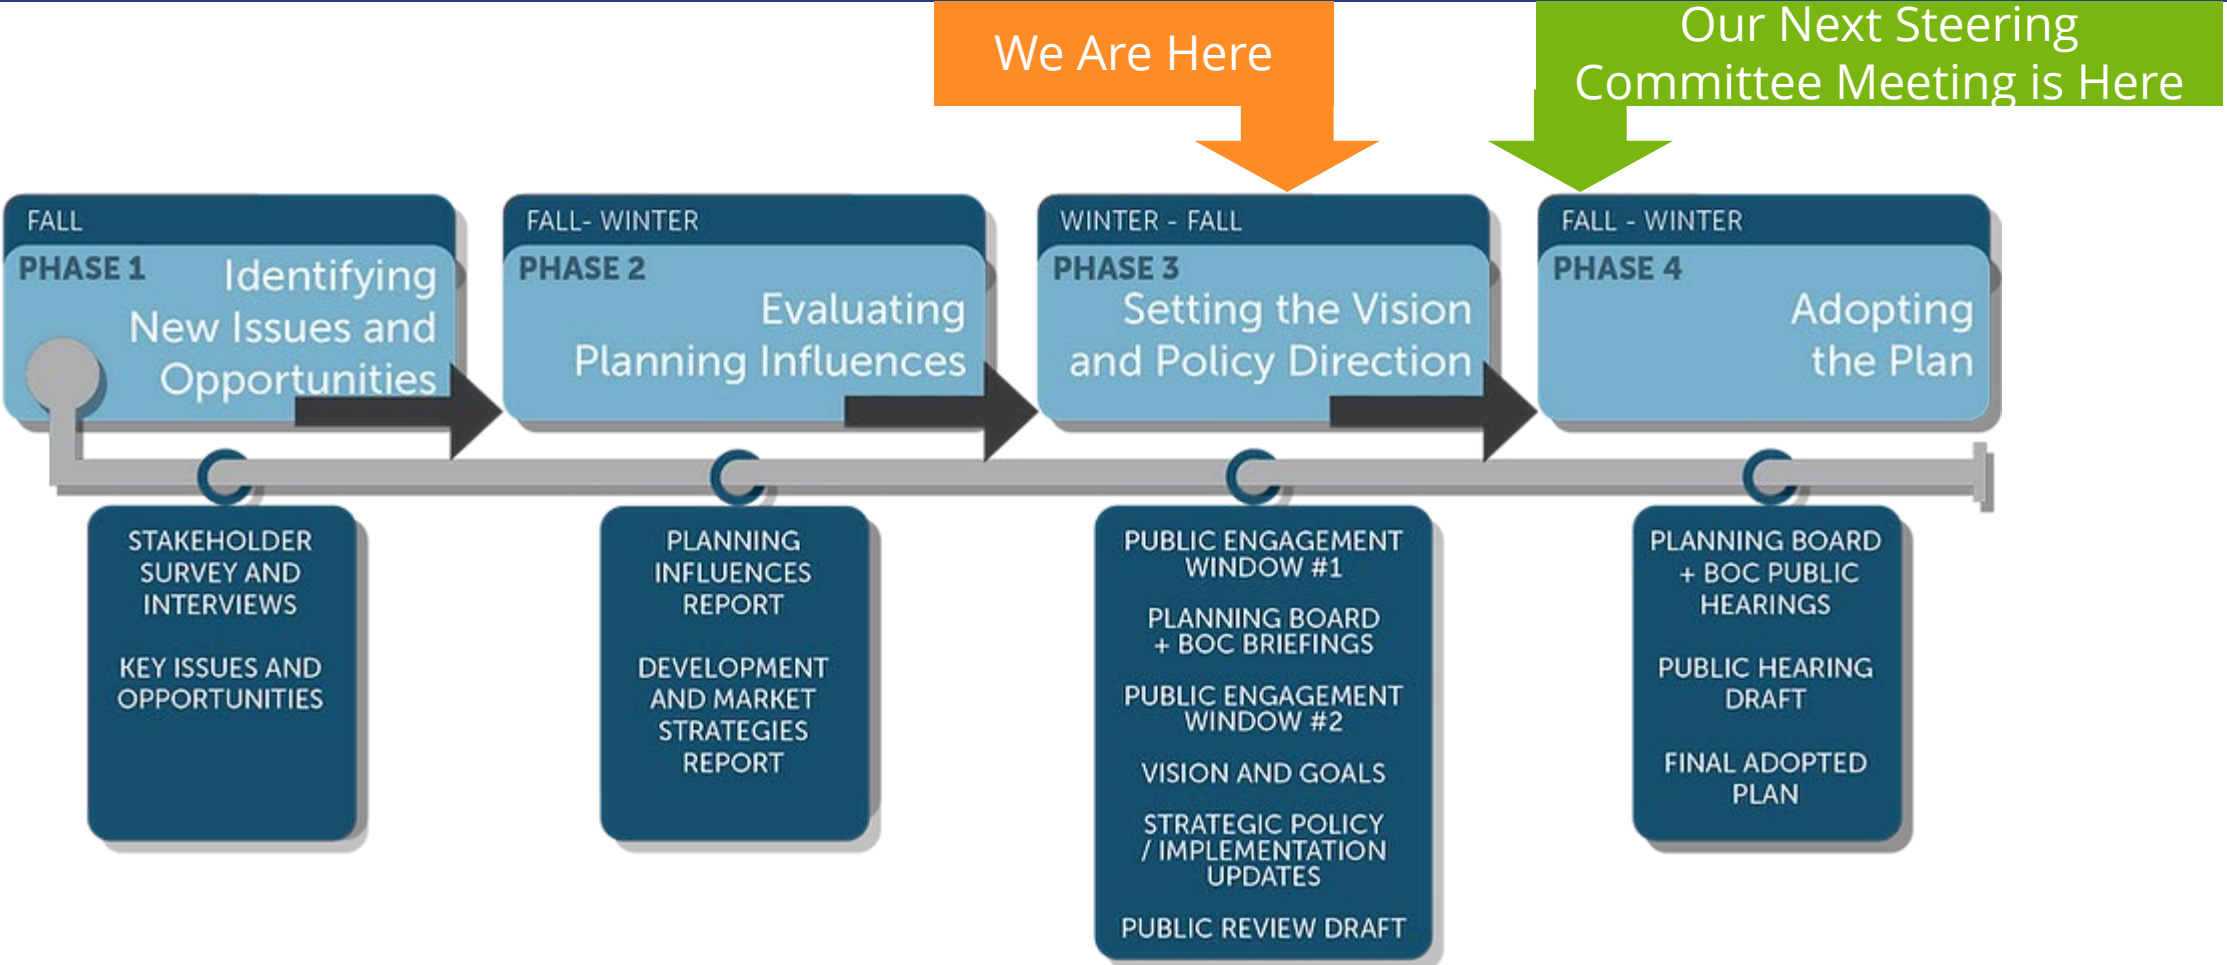 We Are Here
Our Next Steering
Committee Meeting is Here
FALL
PHASE 1
Identifying
New Issues and
Opportunities
FALL- WINTER
PHASE 2
Evaluating
Planning Influences
WINTER - FALL
PHASE 3
Setting the Vision
and Policy Direction
FALL - WINTER
PHASE 4
Adopting
the Plan
STAKEHOLDER
SURVEY AND
INTERVIEWS
KEY ISSUES AND
OPPORTUNITIES
PLANNING
INFLUENCES
REPORT
DEVELOPMENT
AND MARKET
STRATEGIES
REPORT
PUBLIC ENGAGEMENT
WINDOW #1
PLANNING BOARD
+ BOC BRIEFINGS
PUBLIC ENGAGEMENT
WINDOW #2
VISION AND GOALS
STRATEGIC POLICY
/ IMPLEMENTATION
UPDATES
PUBLIC REVIEW DRAFT
PLANNING BOARD
+ BOC PUBLIC
HEARINGS
PUBLIC HEARING
DRAFT
FINAL ADOPTED
PLAN